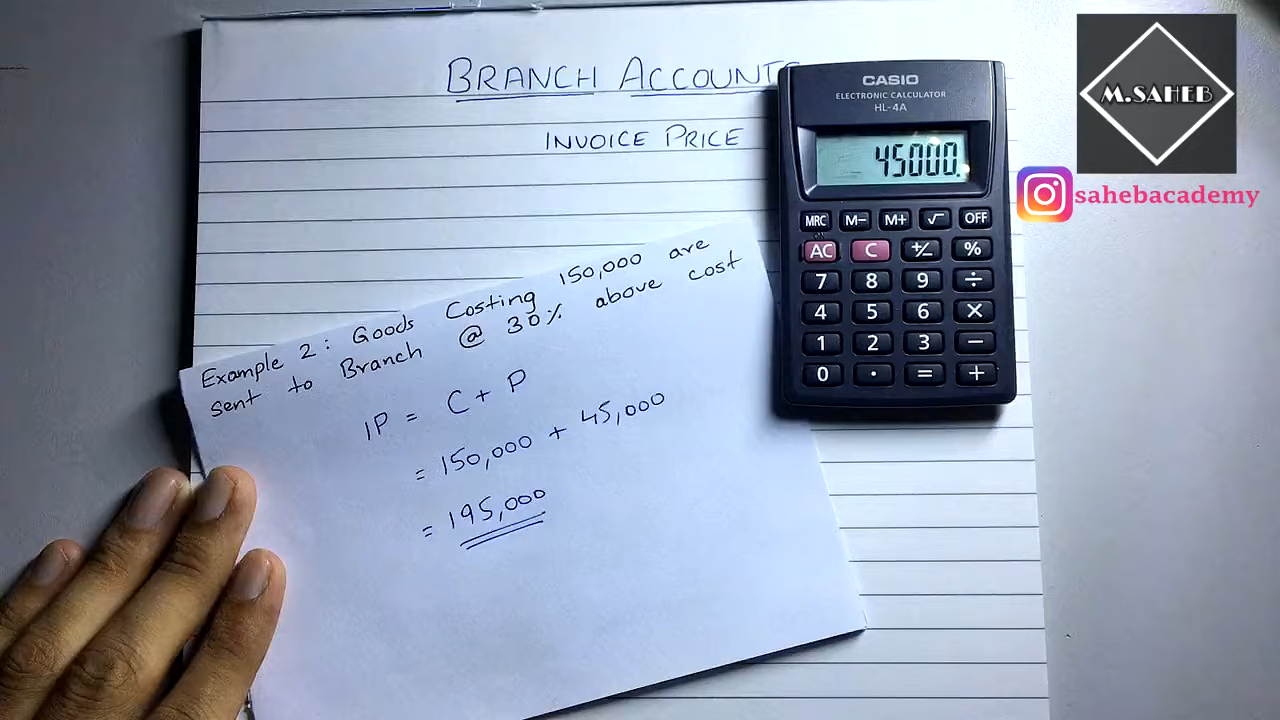 BRANCH ACCOUNTS
INVOICE PRICE
Example 2: Goods Costing 150,000 are
sent to Branch @ 30% above cost
IP = C + P
= 150,000 + 45,000
= 195,000
CASIO
ELECTRONIC CALCULATOR
HL-4A
45000.
MRC M- M+ √ OFF
AC C +/- %
7 8 9 ÷
4 5 6 ×
1 2 3 −
0 . = +
M.SAHEB
sahebacademy